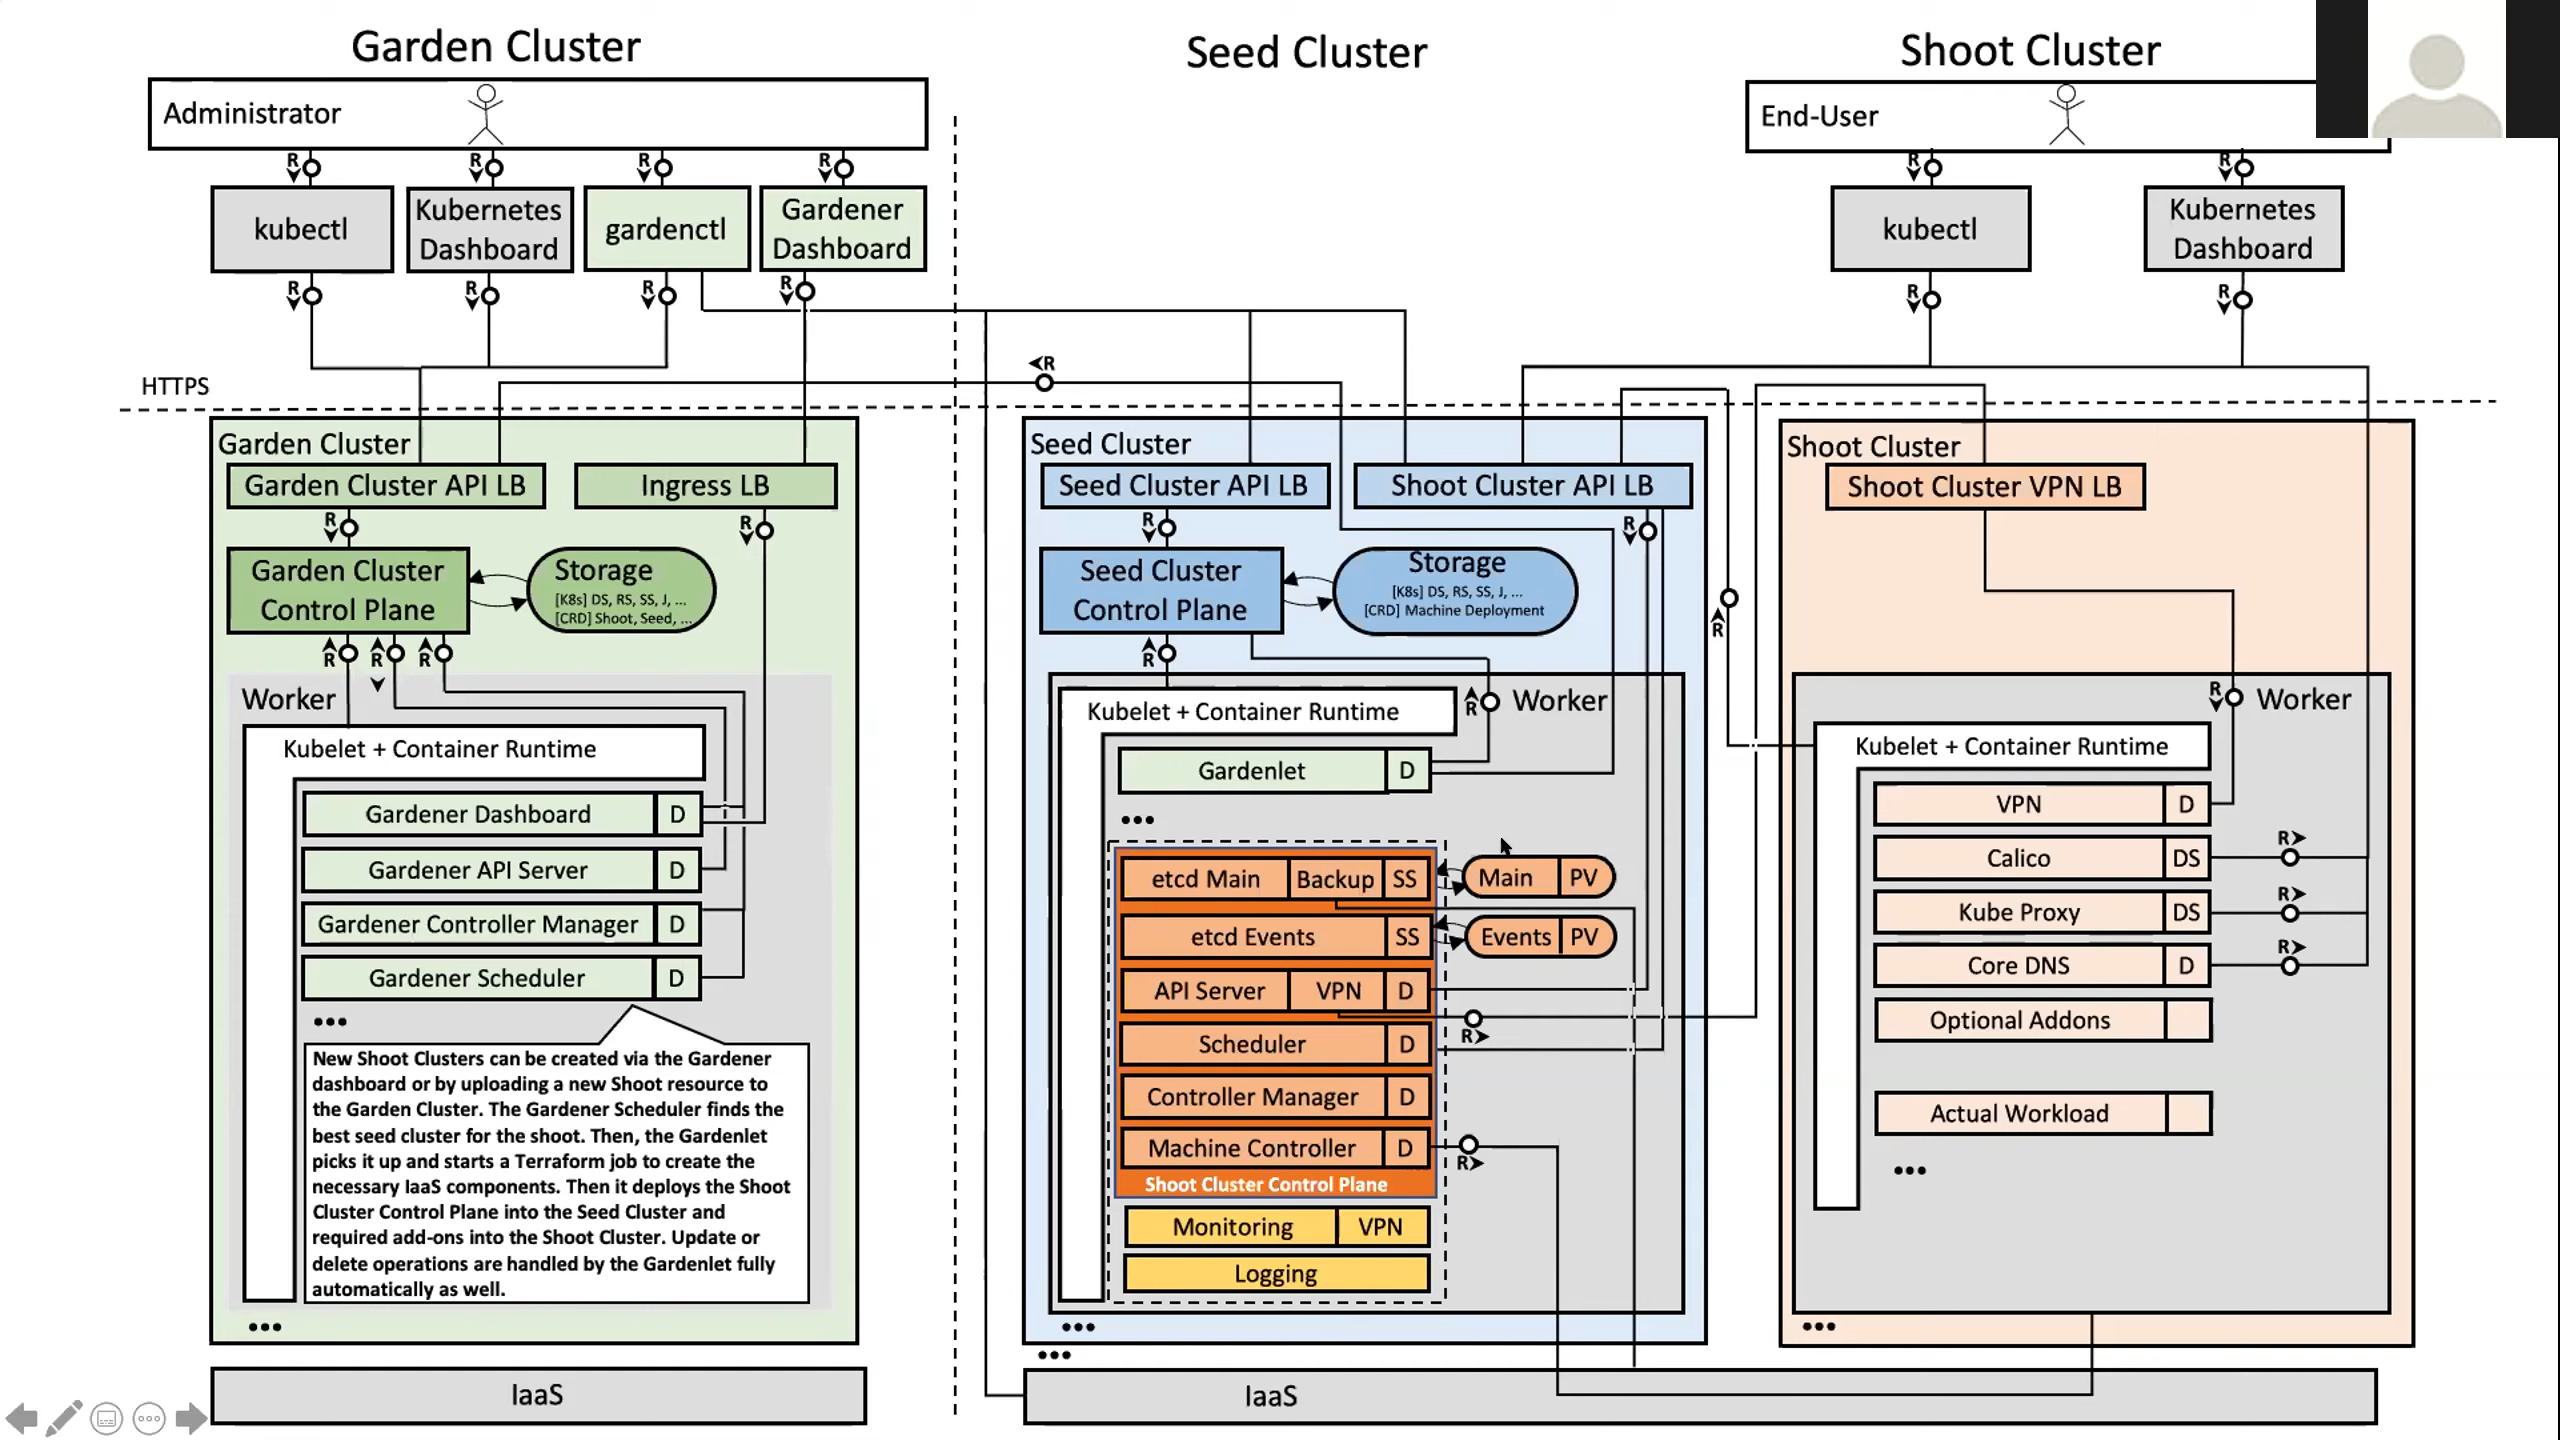 Garden Cluster
Seed Cluster
Shoot Cluster
Administrator
End-User
R
R
R
R
R
R
kubectl
Kubernetes
Dashboard
gardenctl
Gardener
Dashboard
kubectl
Kubernetes
Dashboard
R
R
R
R
R
R
R
HTTPS
Garden Cluster
Garden Cluster API LB
Ingress LB
R
R
Garden Cluster
Control Plane
Storage
[K8s] DS, RS, SS, J, ...
[CRD] Shoot, Seed, ...
R
R
R
Worker
Kubelet + Container Runtime
Gardener Dashboard D
Gardener API Server D
Gardener Controller Manager D
Gardener Scheduler D
...
New Shoot Clusters can be created via the Gardener
dashboard or by uploading a new Shoot resource to
the Garden Cluster. The Gardener Scheduler finds the
best seed cluster for the shoot. Then, the Gardenlet
picks it up and starts a Terraform job to create the
necessary IaaS components. Then it deploys the Shoot
Cluster Control Plane into the Seed Cluster and
required add-ons into the Shoot Cluster. Update or
delete operations are handled by the Gardenlet fully
automatically as well.
...
IaaS
Seed Cluster
Seed Cluster API LB
Shoot Cluster API LB
R
R
Seed Cluster
Control Plane
Storage
[K8s] DS, RS, SS, J, ...
[CRD] Machine Deployment
R
R
Kubelet + Container Runtime
R
Worker
Gardenlet D
...
etcd Main Backup SS
Main PV
etcd Events SS
Events PV
API Server VPN D
R
Scheduler D
Controller Manager D
Machine Controller D
R
Shoot Cluster Control Plane
Monitoring VPN
Logging
...
...
IaaS
Shoot Cluster
Shoot Cluster VPN LB
R
Worker
Kubelet + Container Runtime
VPN D
Calico DS
R
Kube Proxy DS
R
Core DNS D
R
Optional Addons
Actual Workload
...
...